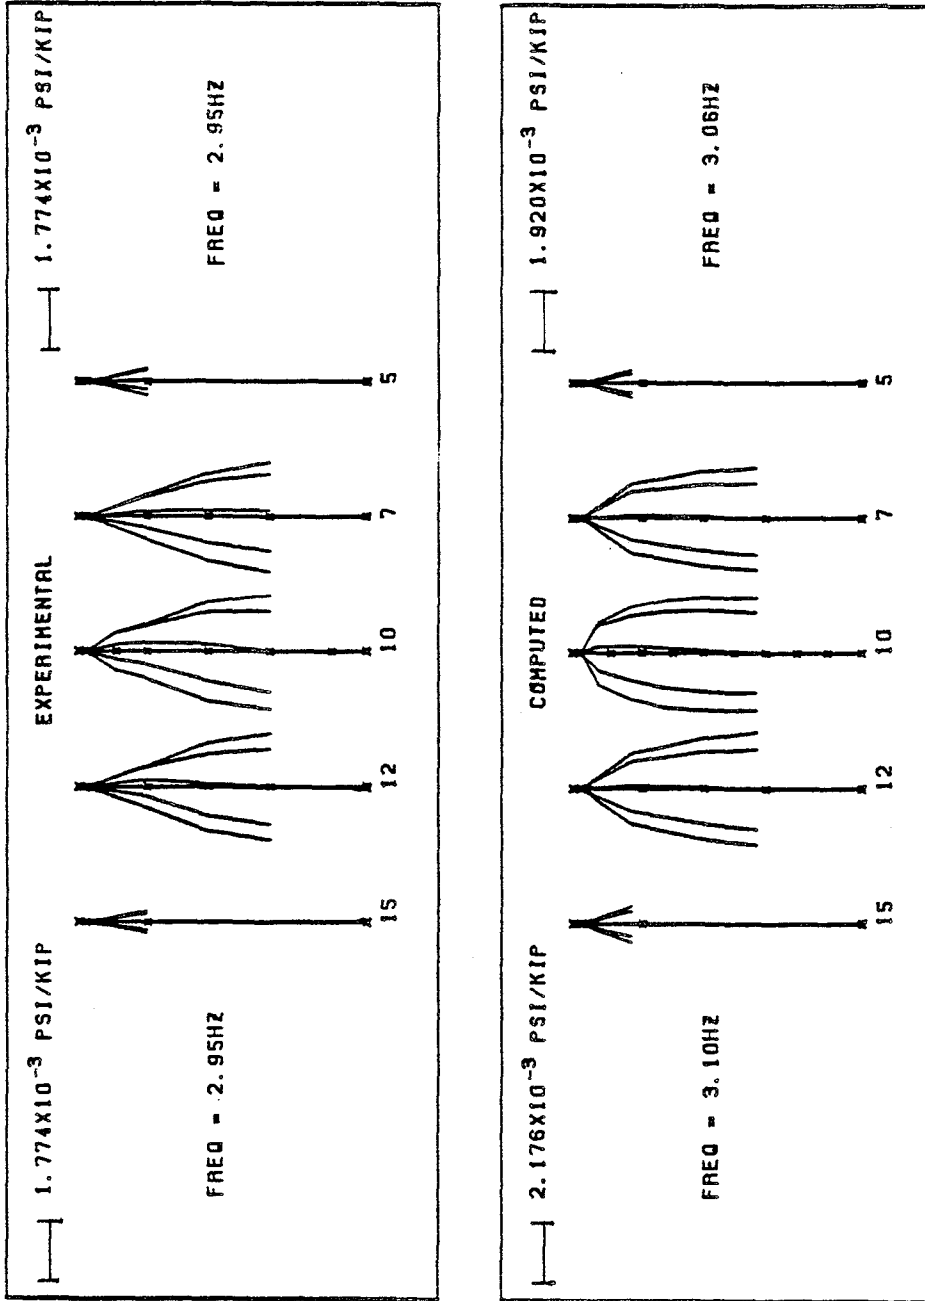 1.774X10⁻³ PSI/KIP
EXPERIMENTAL
1.774X10⁻³ PSI/KIP
FREQ = 2.95HZ
FREQ = 2.95HZ
15
12
10
7
5
2.176X10⁻³ PSI/KIP
COMPUTED
1.920X10⁻³ PSI/KIP
FREQ = 3.10HZ
FREQ = 3.06HZ
15
12
10
7
5